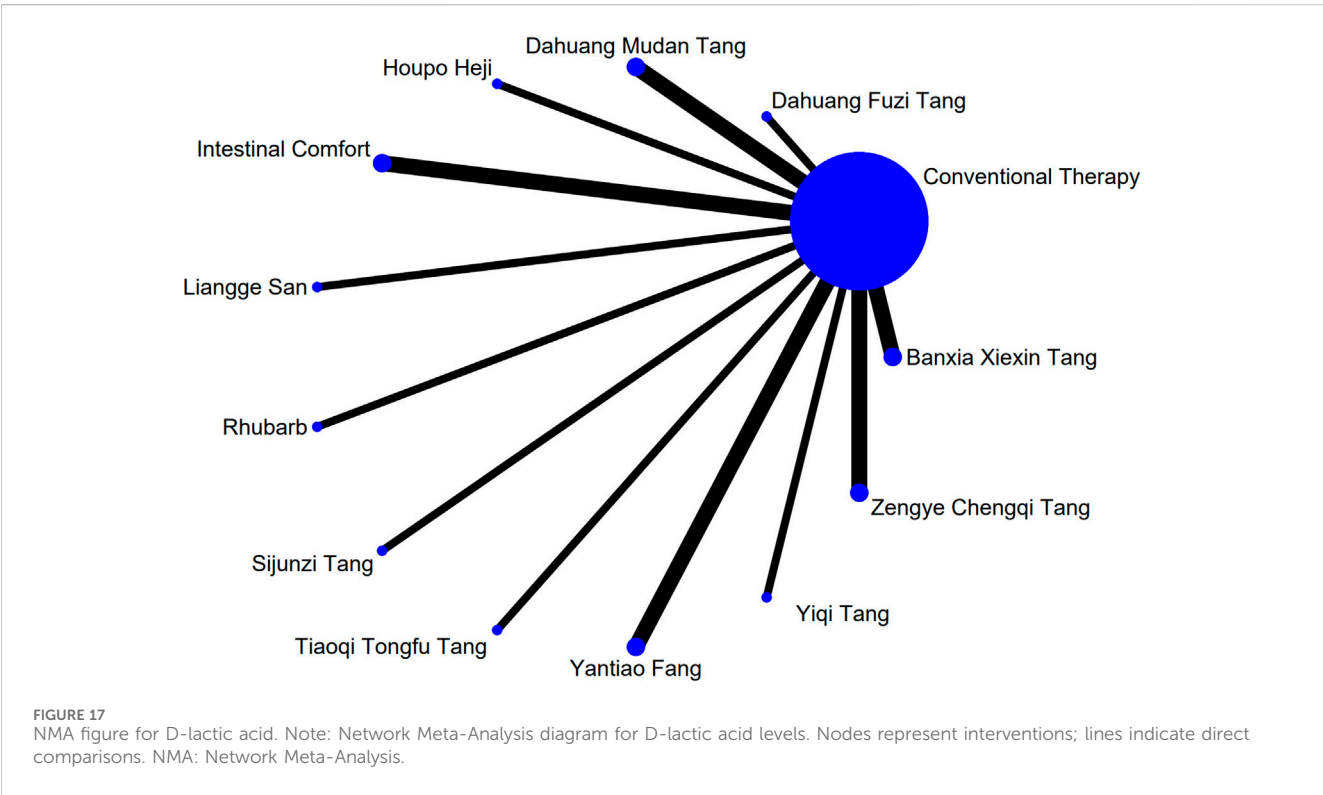 Dahuang Mudan Tang
Houpo Heji
Dahuang Fuzi Tang
Intestinal Comfort
Conventional Therapy
Liangge San
Banxia Xiexin Tang
Rhubarb
Zengye Chengqi Tang
Sijunzi Tang
Yiqi Tang
Tiaoqi Tongfu Tang
Yantiao Fang
FIGURE 17
NMA figure for D-lactic acid. Note: Network Meta-Analysis diagram for D-lactic acid levels. Nodes represent interventions; lines indicate direct
comparisons. NMA: Network Meta-Analysis.